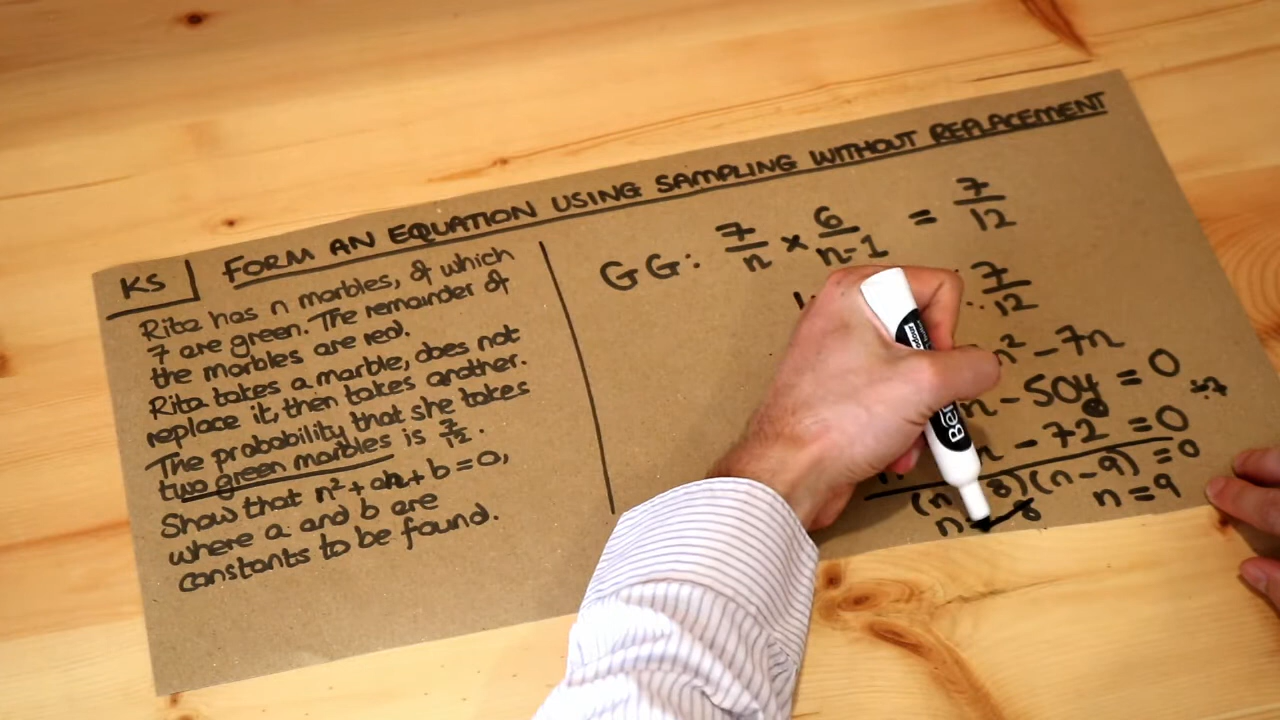 FORM AN EQUATION USING SAMPLING WITHOUT REPLACEMENT
KS
Rita has n marbles, of which
7 are green. The remainder of
the marbles are red.
Rita takes a marble, does not
replace it, then takes another.
The probability that she takes
two green marbles is 7/12.
Show that n² + an + b = 0,
where a and b are
constants to be found.
GG: 7/n × 6/n-1 = 7/12
7/12
n² - 7n
n - 504 = 0
÷7
n - 72 = 0
(n 8)(n - 9) = 0
n 8 n = 9